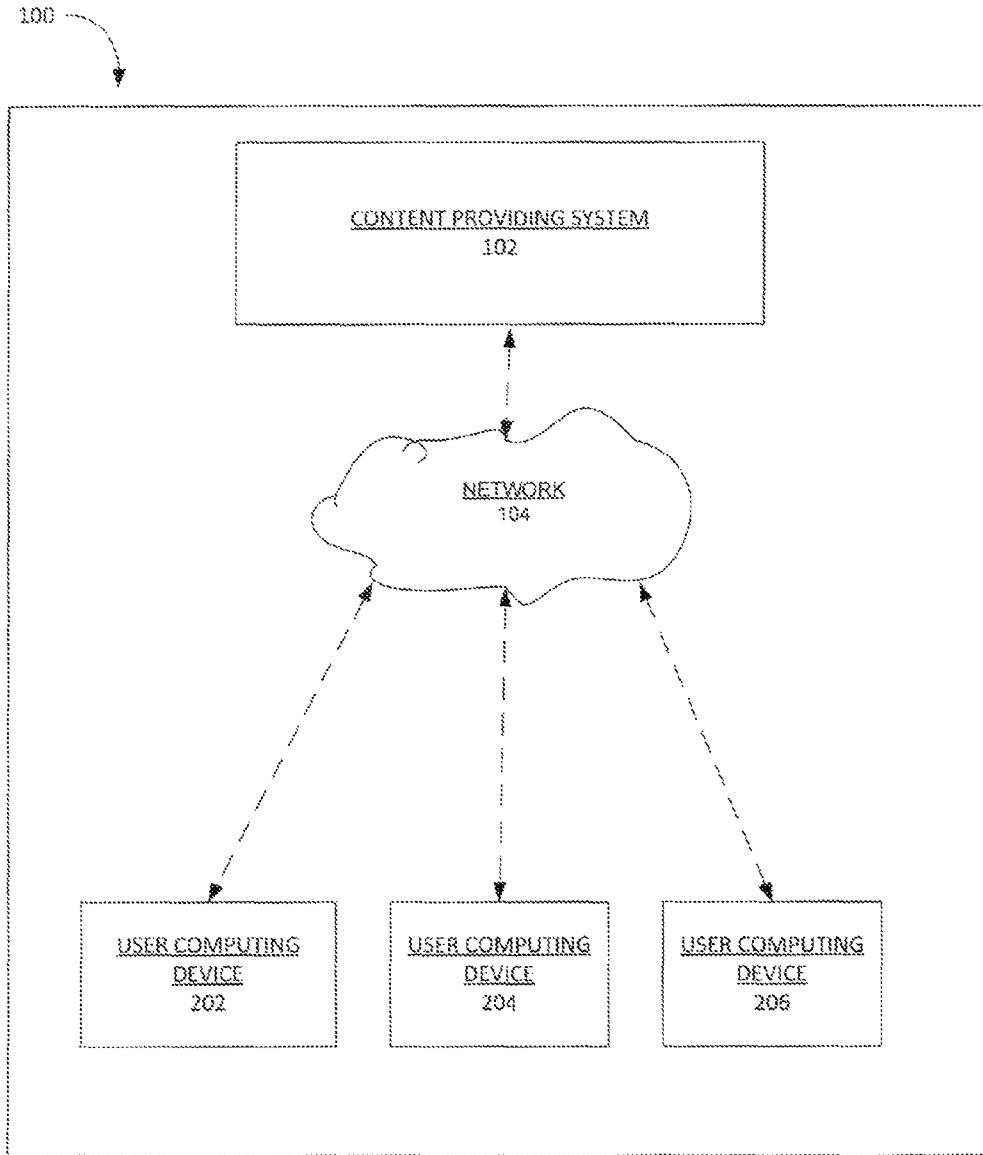 100
CONTENT PROVIDING SYSTEM
102
NETWORK
104
USER COMPUTING
DEVICE
202
USER COMPUTING
DEVICE
204
USER COMPUTING
DEVICE
206